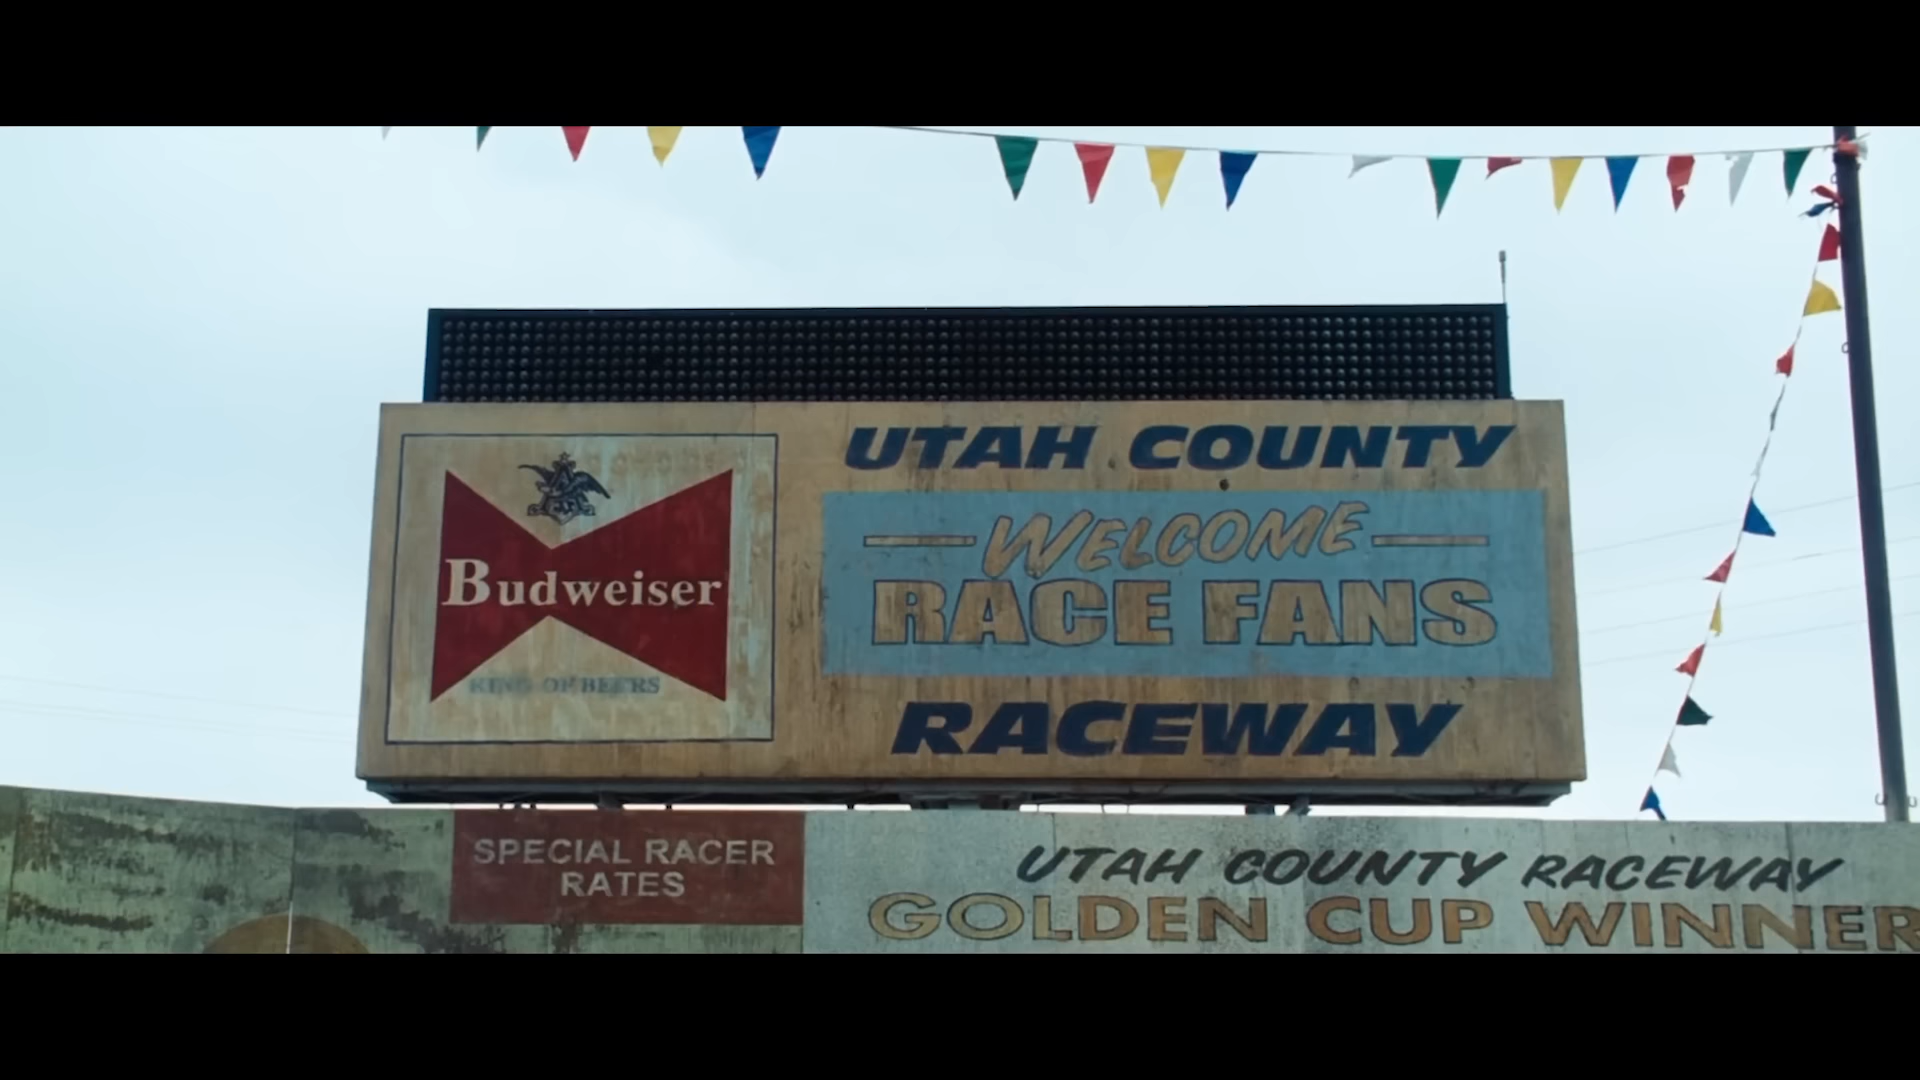 UTAH COUNTY
WELCOME
RACE FANS
RACEWAY
Budweiser
KING OF BEERS
SPECIAL RACER
RATES
UTAH COUNTY RACEWAY
GOLDEN CUP WINNER